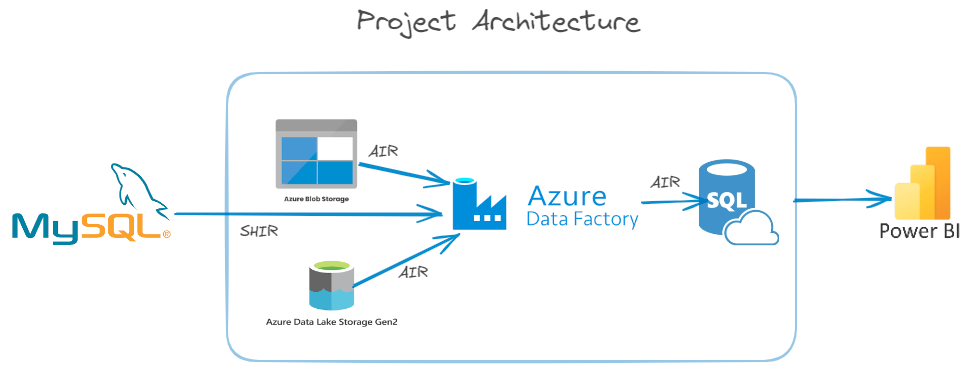 Project Architecture
AIR
Azure Blob Storage
MySQL®
SHIR
Azure
Data Factory
AIR
SQL
Power BI
AIR
Azure Data Lake Storage Gen2